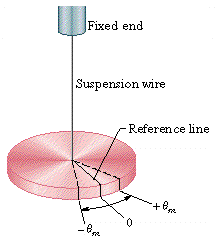 Fixed end
Suspension wire
Reference line
+θm
0
−θm